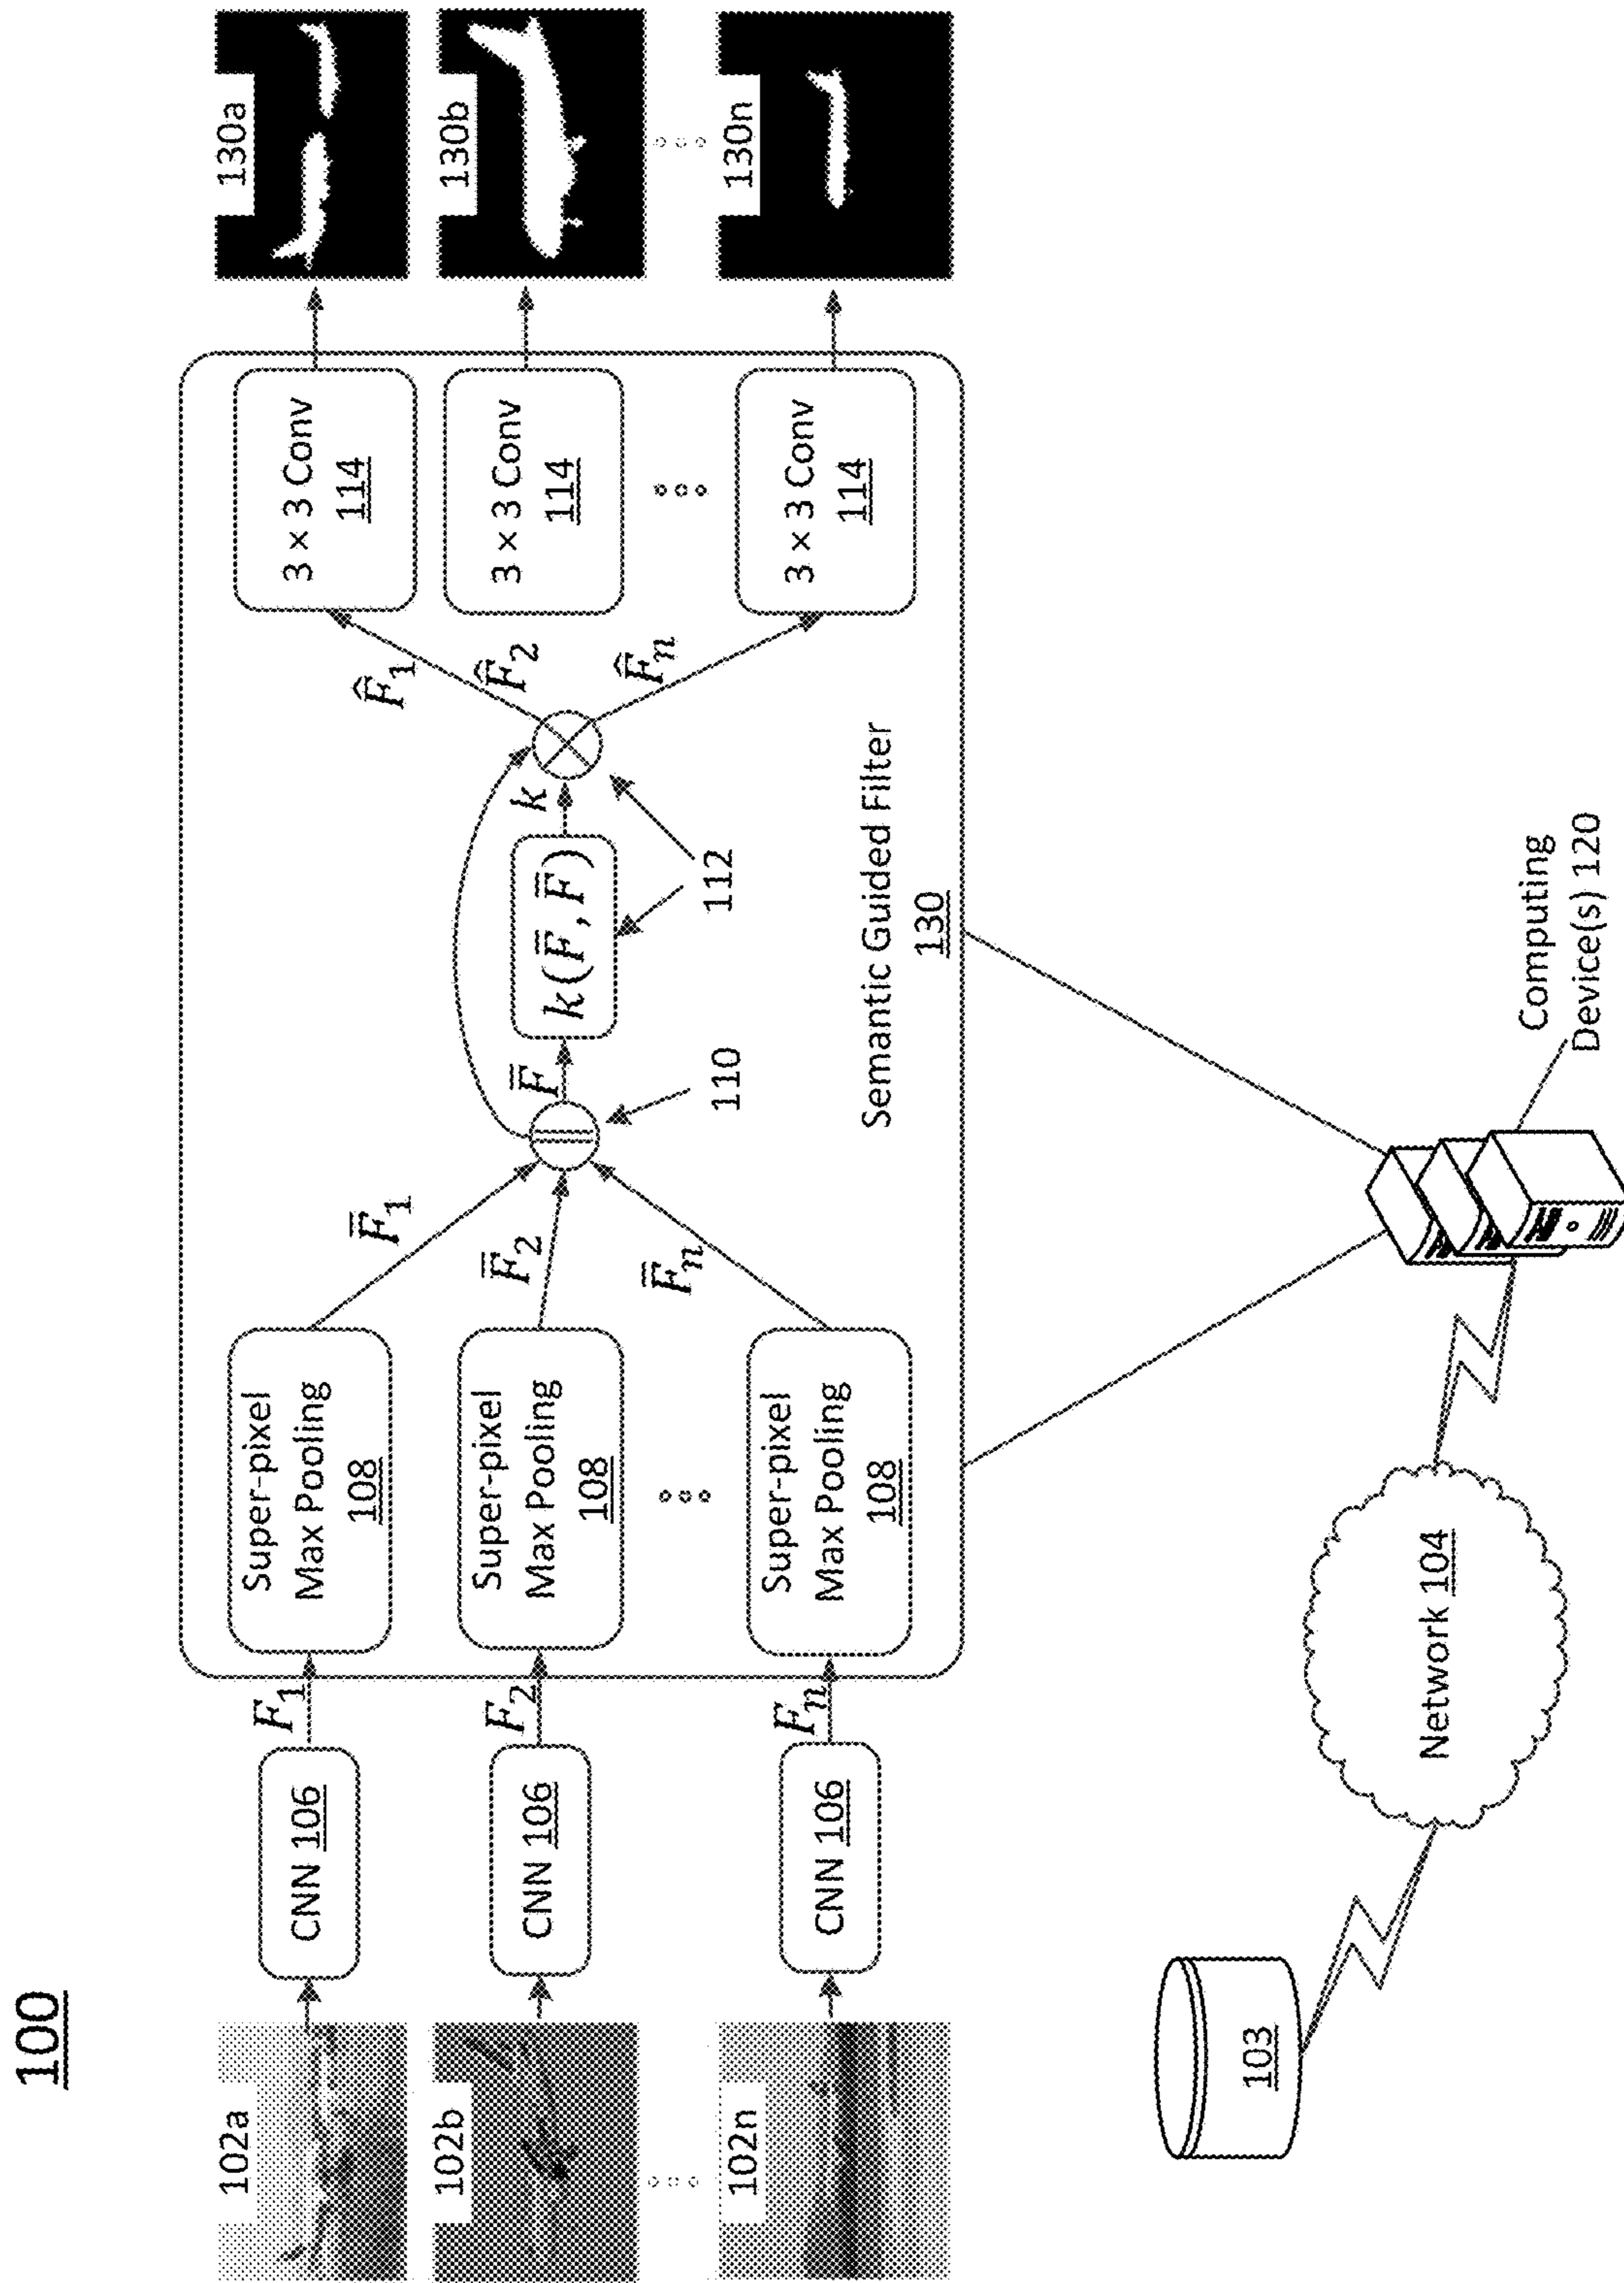 100
102a
CNN 106
F₁
Super-pixel
Max Pooling
108
F̿₁
F̂̅₁
3 × 3 Conv
114
130a
102b
CNN 106
F₂
Super-pixel
Max Pooling
108
F̿₂
F̿
k(F̿, F̿)
k
F̂̅₂
3 × 3 Conv
114
130b
110
112
102n
CNN 106
Fₙ
Super-pixel
Max Pooling
108
F̿ₙ
F̂̅ₙ
3 × 3 Conv
114
130n
Semantic Guided Filter
130
103
Network 104
Computing
Device(s) 120